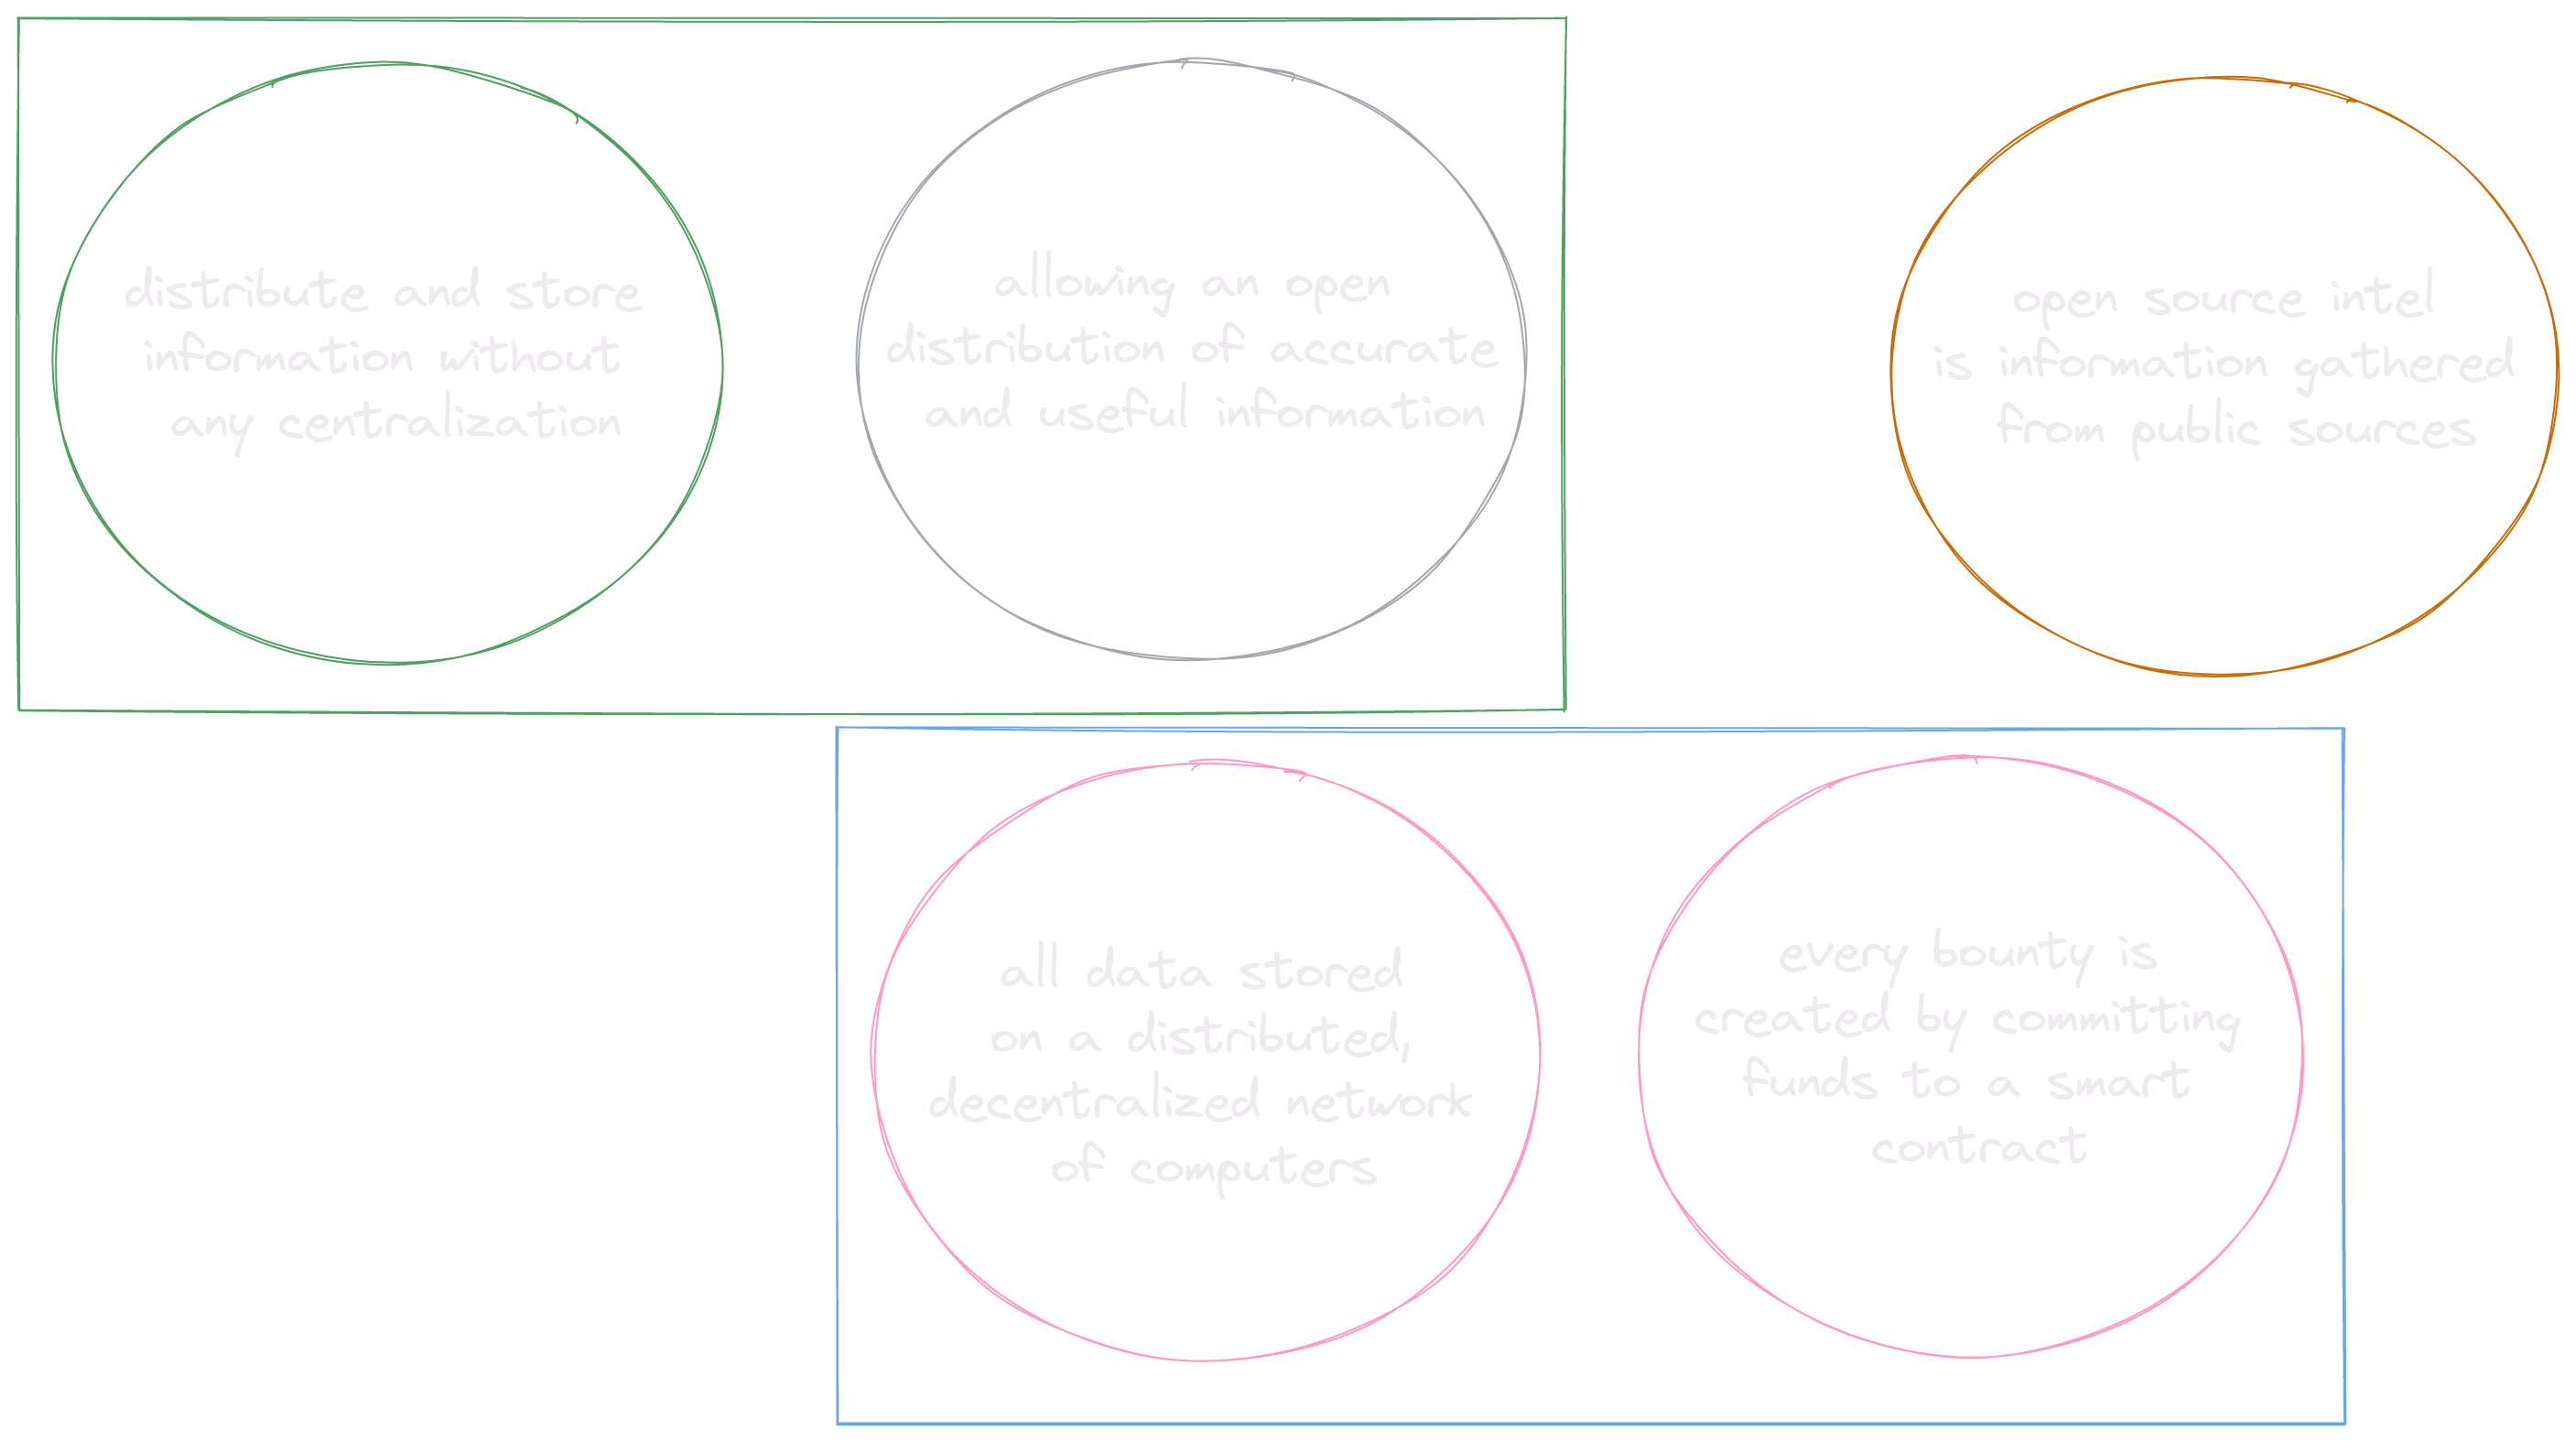 distribute and store
information without
any centralization
allowing an open
distribution of accurate
and useful information
open source intel
is information gathered
from public sources
all data stored
on a distributed,
decentralized network
of computers
every bounty is
created by committing
funds to a smart
contract